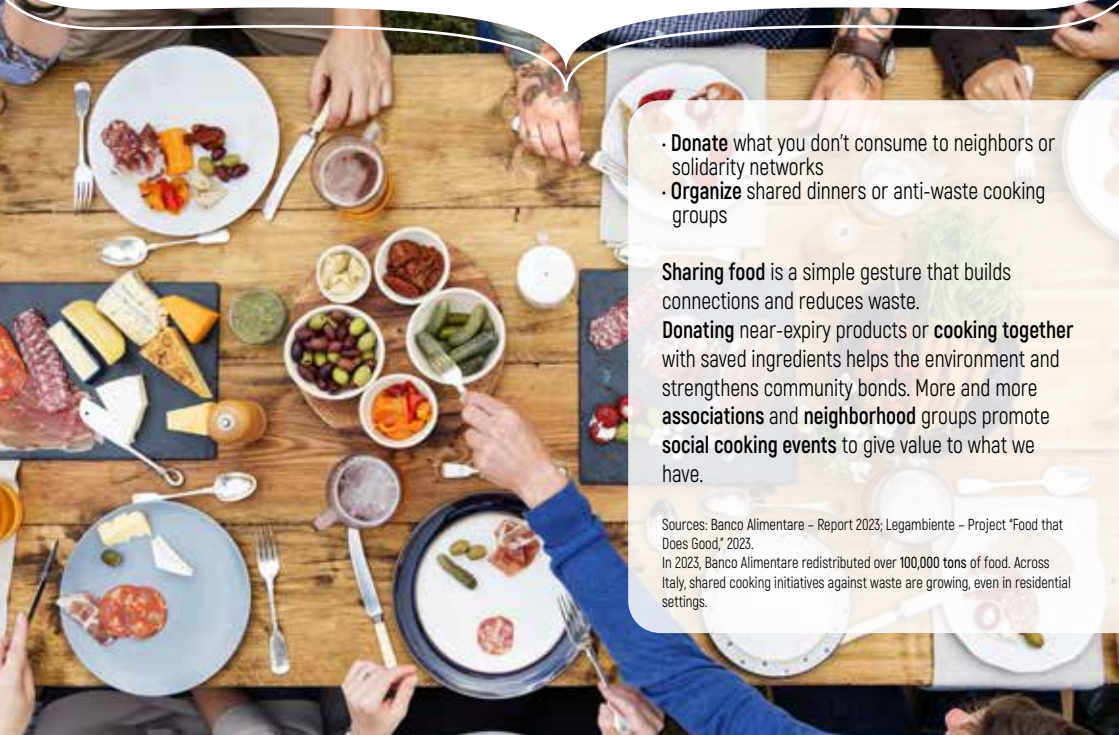 · Donate what you don't consume to neighbors or
solidarity networks
· Organize shared dinners or anti-waste cooking
groups
Sharing food is a simple gesture that builds
connections and reduces waste.
Donating near-expiry products or cooking together
with saved ingredients helps the environment and
strengthens community bonds. More and more
associations and neighborhood groups promote
social cooking events to give value to what we
have.
Sources: Banco Alimentare – Report 2023; Legambiente – Project “Food that
Does Good,” 2023.
In 2023, Banco Alimentare redistributed over 100,000 tons of food. Across
Italy, shared cooking initiatives against waste are growing, even in residential
settings.